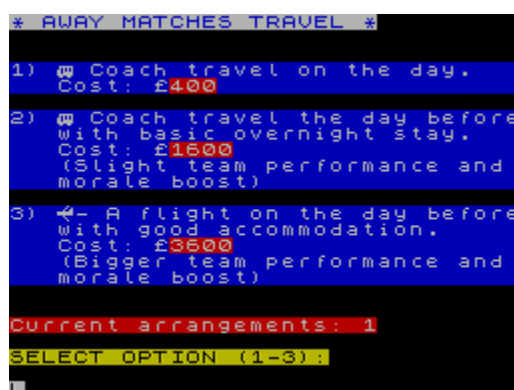 * AWAY MATCHES TRAVEL *
1) Coach travel on the day.
Cost: £400
2) Coach travel the day before
with basic overnight stay.
Cost: £1600
(Slight team performance and
morale boost)
3) A flight on the day before
with good accommodation.
Cost: £3600
(Bigger team performance and
morale boost)
Current arrangements: 1
SELECT OPTION (1-3):
L